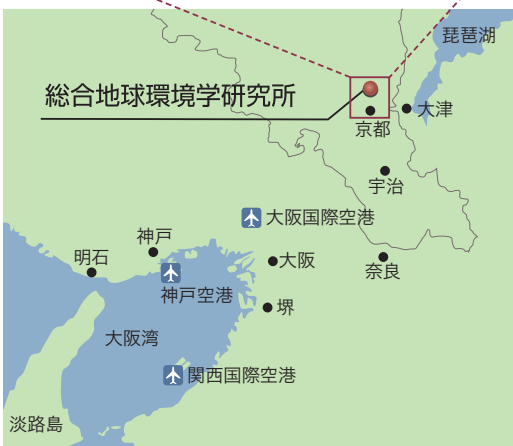 琵琶湖
総合地球環境学研究所
大津
京都
宇治
大阪国際空港
神戸
明石
大阪
奈良
神戸空港
堺
大阪湾
関西国際空港
淡路島